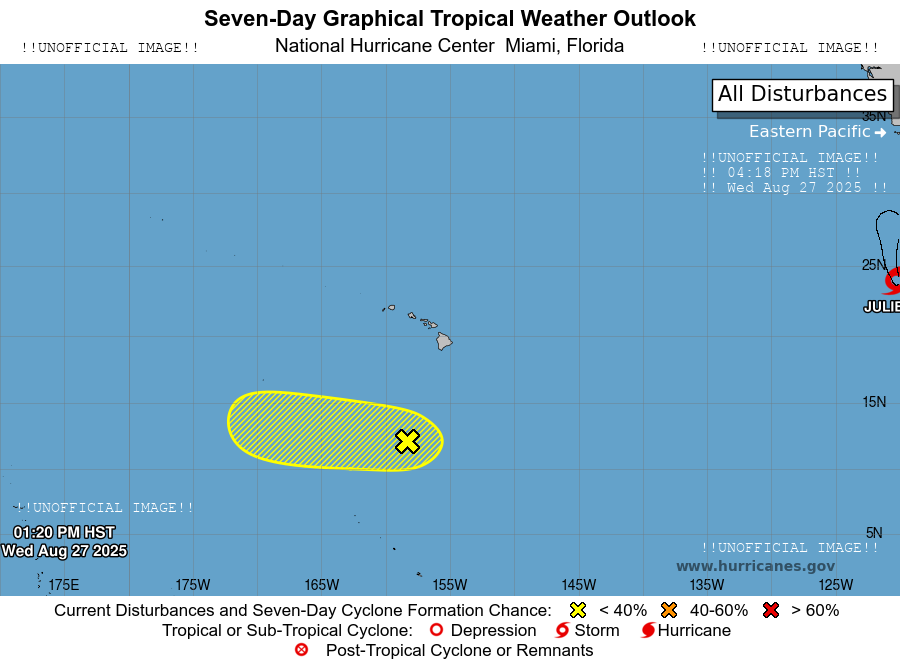 Seven-Day Graphical Tropical Weather Outlook
!!UNOFFICIAL IMAGE!! National Hurricane Center Miami, Florida !!UNOFFICIAL IMAGE!!
All Disturbances
35N
Eastern Pacific
!!UNOFFICIAL IMAGE!!
!! 04:18 PM HST !!
!! Wed Aug 27 2025 !!
25N
JULIE
15N
!!UNOFFICIAL IMAGE!!
01:20 PM HST
Wed Aug 27 2025
5N
!!UNOFFICIAL IMAGE!!
www.hurricanes.gov
175E 175W 165W 155W 145W 135W 125W
Current Disturbances and Seven-Day Cyclone Formation Chance: < 40% 40-60% > 60%
Tropical or Sub-Tropical Cyclone: Depression Storm Hurricane
Post-Tropical Cyclone or Remnants